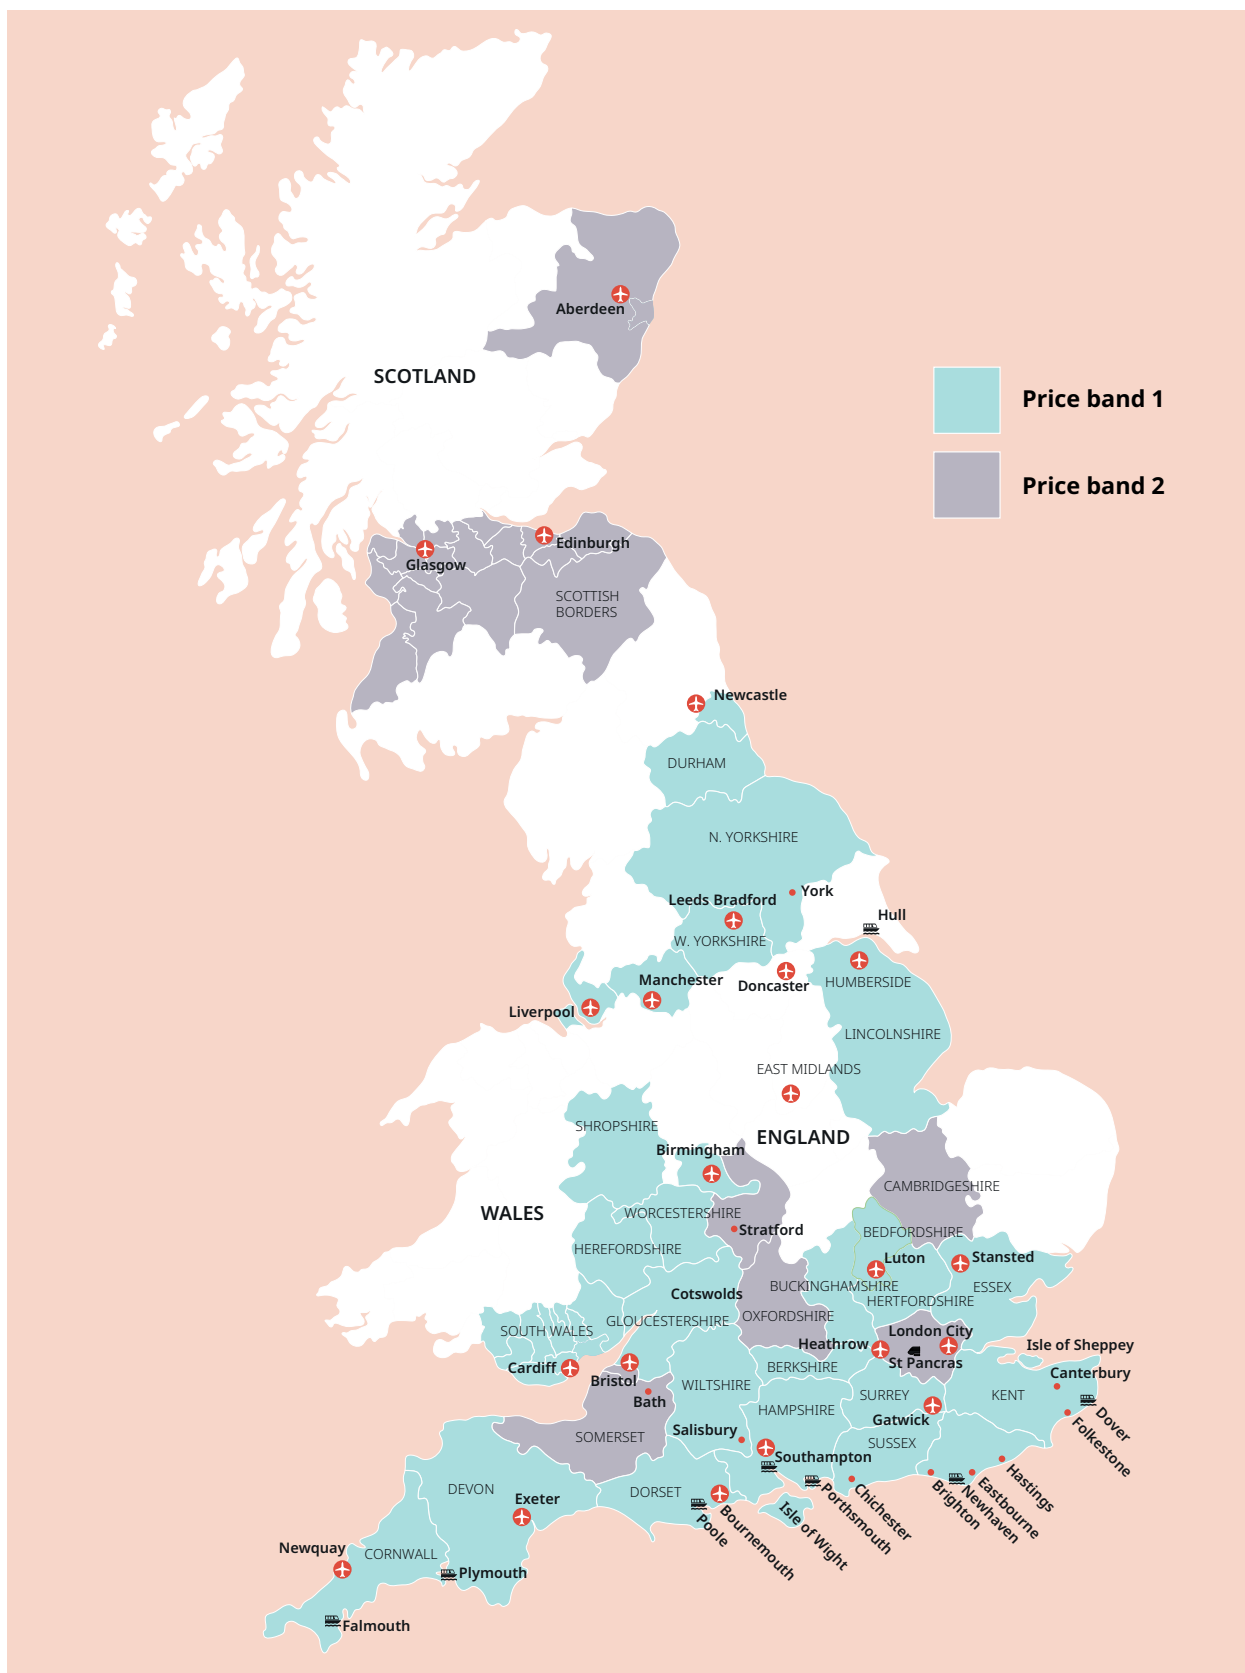 Aberdeen
SCOTLAND
Price band 1
Price band 2
Edinburgh
Glasgow
SCOTTISH
BORDERS
Newcastle
DURHAM
N. YORKSHIRE
York
Leeds Bradford
Hull
W. YORKSHIRE
Manchester
Doncaster
HUMBERSIDE
Liverpool
LINCOLNSHIRE
EAST MIDLANDS
SHROPSHIRE
ENGLAND
Birmingham
CAMBRIDGESHIRE
WALES
WORCESTERSHIRE
Stratford
BEDFORDSHIRE
HEREFORDSHIRE
Luton
Stansted
BUCKINGHAMSHIRE
ESSEX
Cotswolds
HERTFORDSHIRE
OXFORDSHIRE
GLOUCESTERSHIRE
SOUTH WALES
London City
Heathrow
Isle of Sheppey
St Pancras
Cardiff
BERKSHIRE
Canterbury
Bristol
WILTSHIRE
SURREY
KENT
Bath
HAMPSHIRE
Gatwick
Dover
Folkestone
Salisbury
SOMERSET
SUSSEX
Southampton
Hastings
Eastbourne
Newhaven
Brighton
Chichester
Porthsmouth
Isle of Wight
DEVON
DORSET
Exeter
Bournemouth
Poole
Newquay
CORNWALL
Plymouth
Falmouth